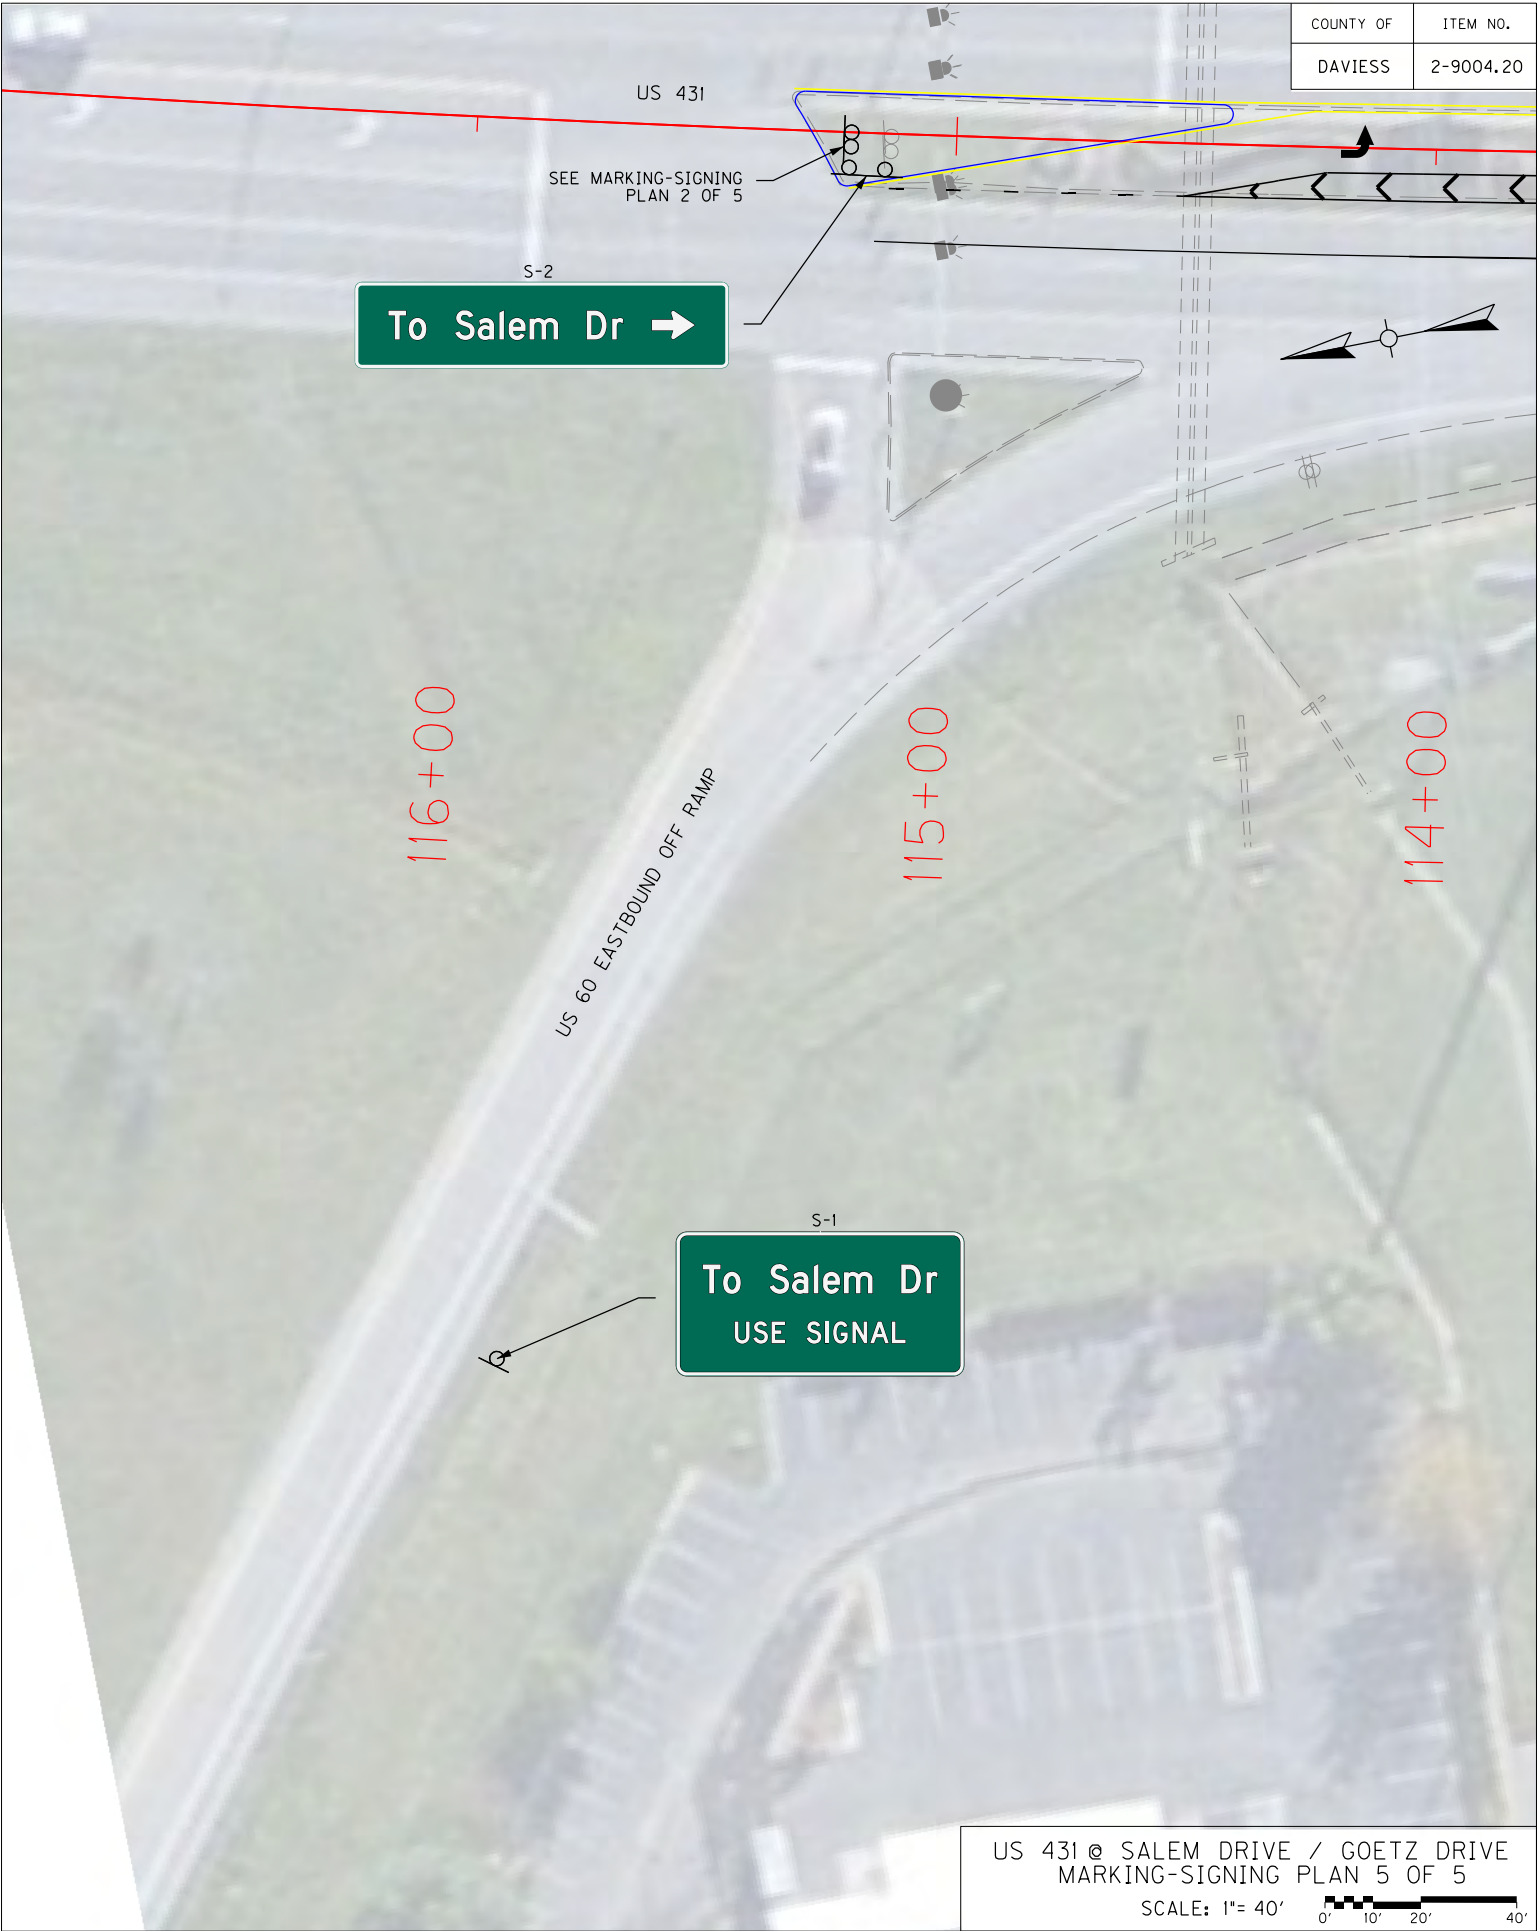 COUNTY OF
ITEM NO.
DAVIESS
2-9004.20
US 431
SEE MARKING-SIGNING
PLAN 2 OF 5
S-2
To Salem Dr
116+00
115+00
114+00
US 60 EASTBOUND OFF RAMP
S-1
To Salem Dr
USE SIGNAL
US 431 @ SALEM DRIVE / GOETZ DRIVE
MARKING-SIGNING PLAN 5 OF 5
SCALE: 1"= 40'
0' 10' 20' 40'